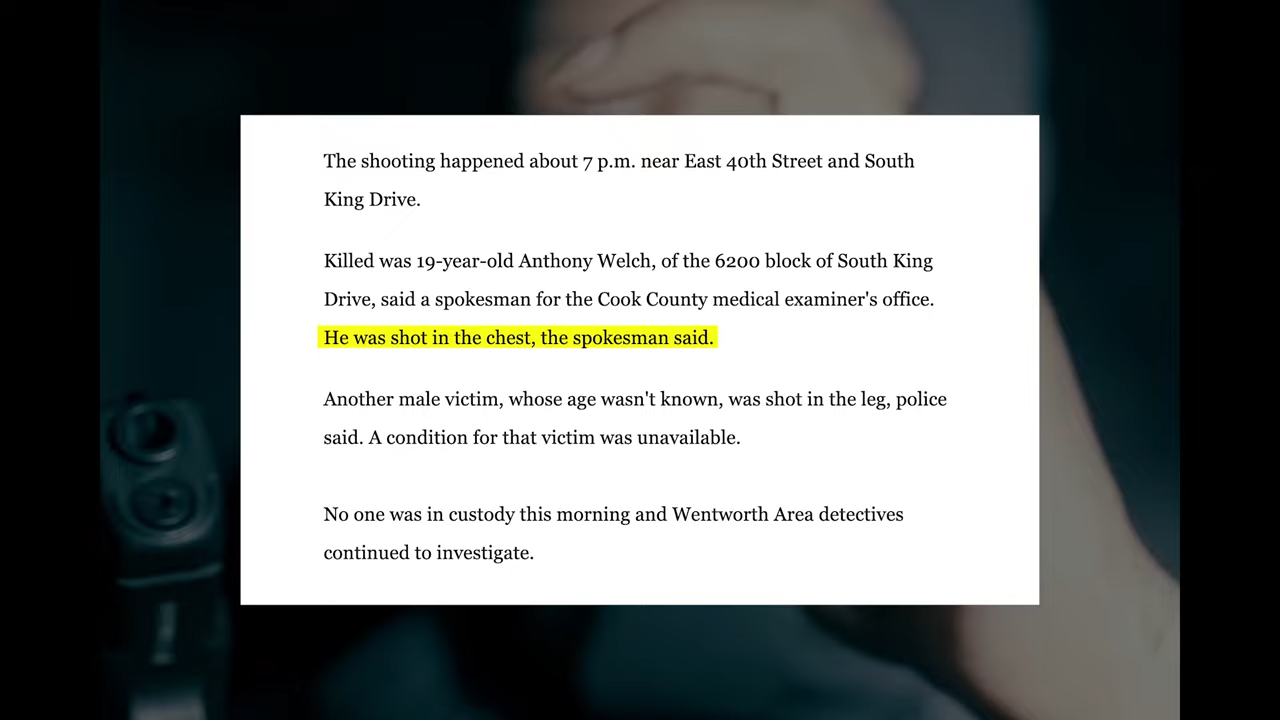 The shooting happened about 7 p.m. near East 40th Street and South
King Drive.
Killed was 19-year-old Anthony Welch, of the 6200 block of South King
Drive, said a spokesman for the Cook County medical examiner's office.
He was shot in the chest, the spokesman said.
Another male victim, whose age wasn't known, was shot in the leg, police
said. A condition for that victim was unavailable.
No one was in custody this morning and Wentworth Area detectives
continued to investigate.